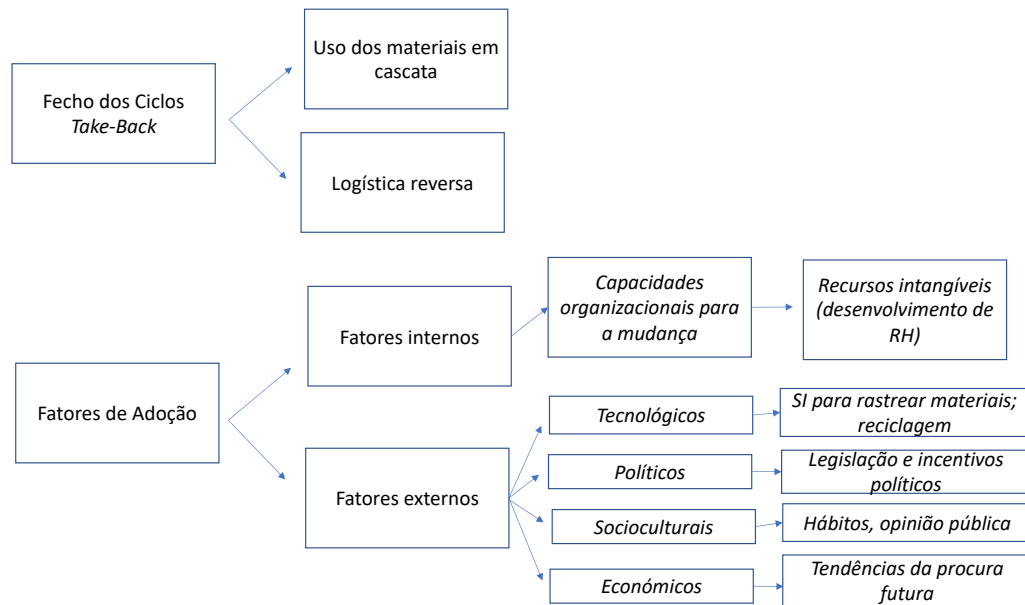 Uso dos materiais em
cascata
Fecho dos Ciclos
Take-Back
Logística reversa
Fatores de Adoção
Fatores internos
Capacidades
organizacionais para
a mudança
Recursos intangíveis
(desenvolvimento de
RH)
Fatores externos
Tecnológicos
SI para rastrear materiais;
reciclagem
Políticos
Legislação e incentivos
políticos
Socioculturais
Hábitos, opinião pública
Económicos
Tendências da procura
futura